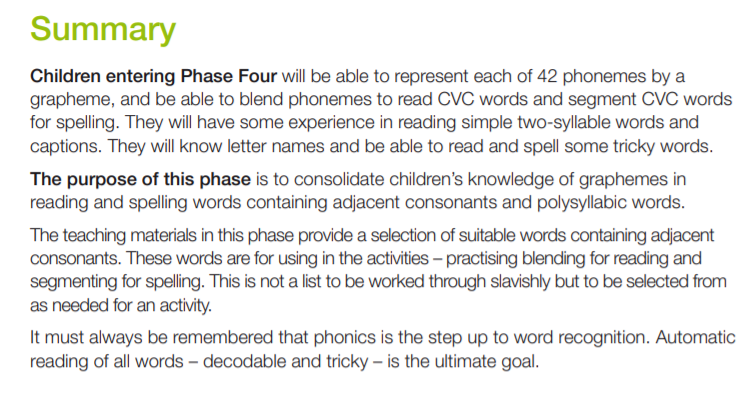 Summary
Children entering Phase Four will be able to represent each of 42 phonemes by a
grapheme, and be able to blend phonemes to read CVC words and segment CVC words
for spelling. They will have some experience in reading simple two-syllable words and
captions. They will know letter names and be able to read and spell some tricky words.
The purpose of this phase is to consolidate children's knowledge of graphemes in
reading and spelling words containing adjacent consonants and polysyllabic words.
The teaching materials in this phase provide a selection of suitable words containing adjacent
consonants. These words are for using in the activities – practising blending for reading and
segmenting for spelling. This is not a list to be worked through slavishly but to be selected from
as needed for an activity.
It must always be remembered that phonics is the step up to word recognition. Automatic
reading of all words – decodable and tricky – is the ultimate goal.